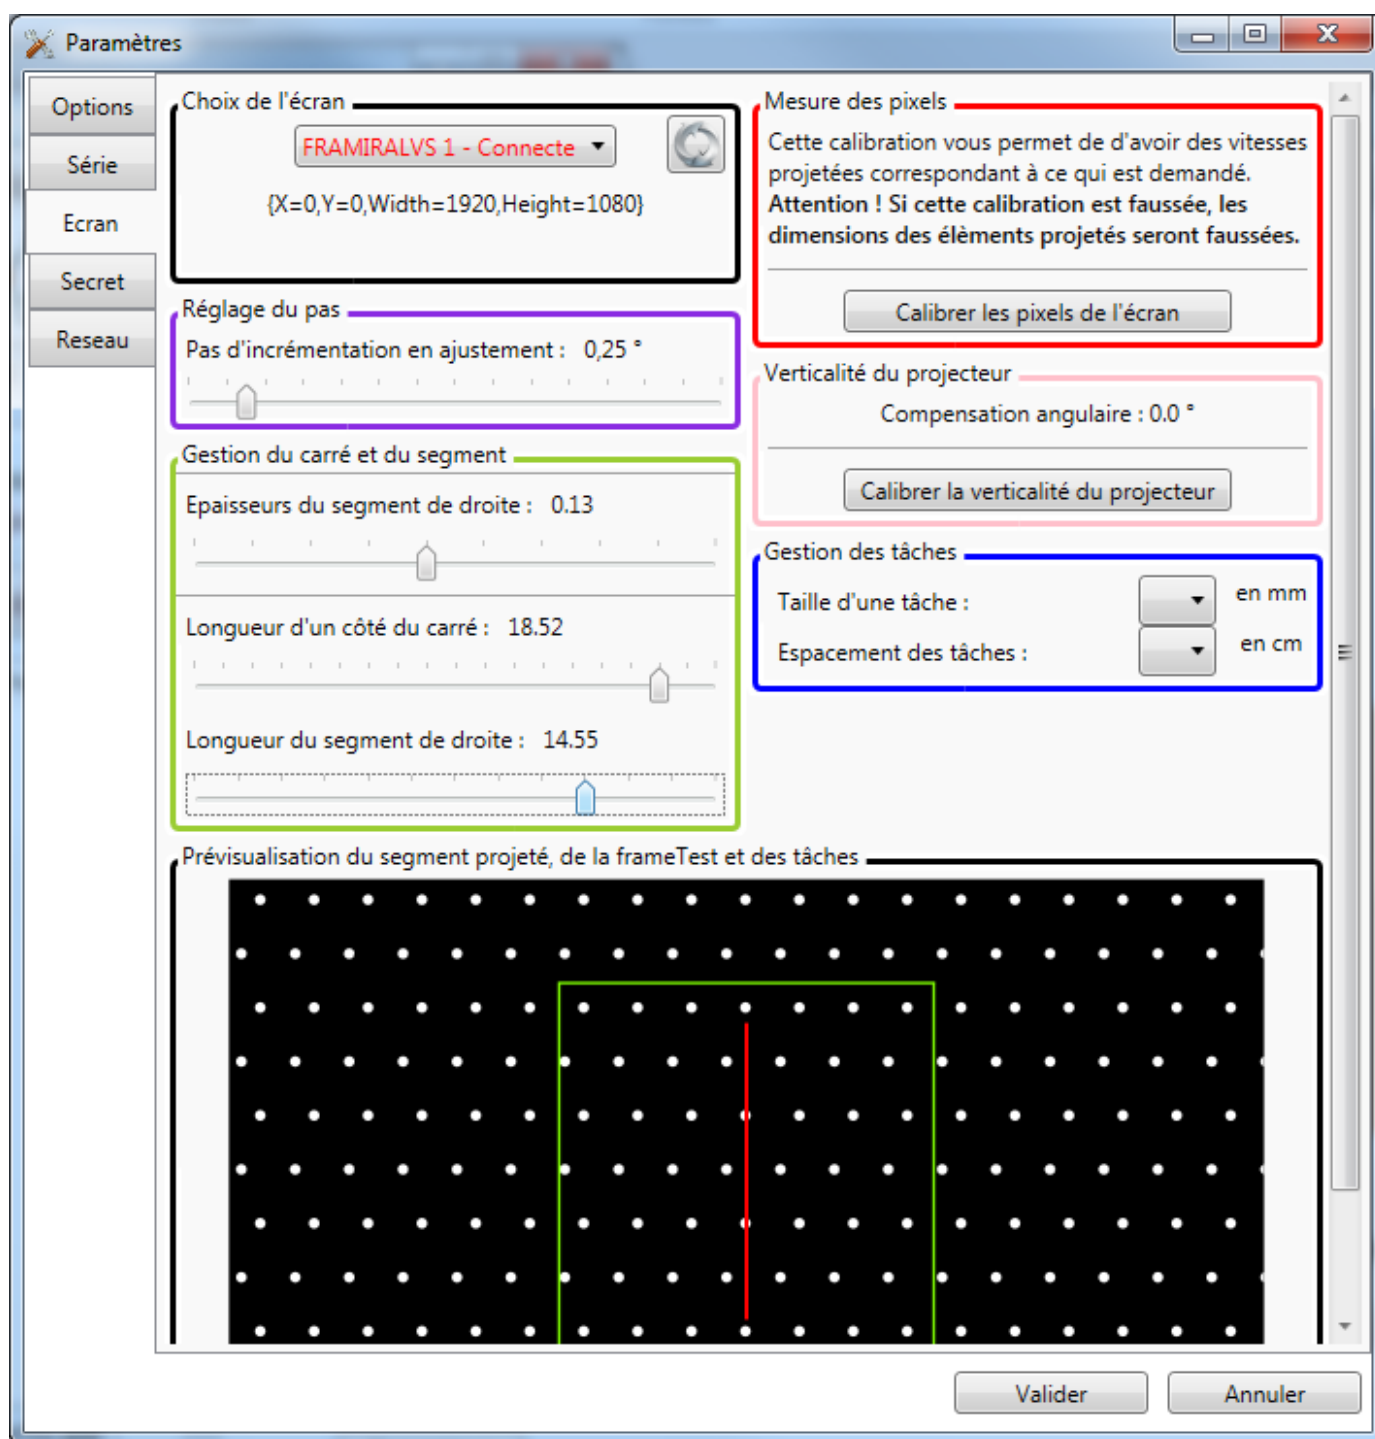 Paramètres
Options
Série
Ecran
Secret
Reseau
Choix de l'écran
FRAMIRALVS 1 - Connecte
{X=0,Y=0,Width=1920,Height=1080}
Réglage du pas
Pas d'incrémentation en ajustement : 0,25 °
Gestion du carré et du segment
Epaisseurs du segment de droite : 0.13
Longueur d'un côté du carré : 18.52
Longueur du segment de droite : 14.55
Mesure des pixels
Cette calibration vous permet de d'avoir des vitesses
projetées correspondant à ce qui est demandé.
Attention ! Si cette calibration est faussée, les
dimensions des élèments projetés seront faussées.
Calibrer les pixels de l'écran
Verticalité du projecteur
Compensation angulaire : 0.0 °
Calibrer la verticalité du projecteur
Gestion des tâches
Taille d'une tâche : en mm
Espacement des tâches : en cm
Prévisualisation du segment projeté, de la frameTest et des tâches
Valider
Annuler